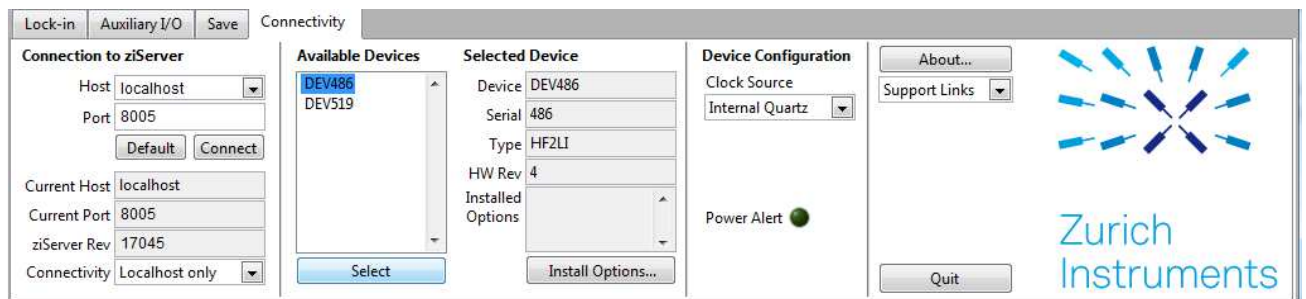 Lock-in Auxiliary I/O Save Connectivity
Connection to ziServer
Host localhost
Port 8005
Default Connect
Current Host localhost
Current Port 8005
ziServer Rev 17045
Connectivity Localhost only
Available Devices
DEV486
DEV519
Select
Selected Device
Device DEV486
Serial 486
Type HF2LI
HW Rev 4
Installed
Options
Install Options...
Device Configuration
Clock Source
Internal Quartz
Power Alert
About...
Support Links
Quit
Zurich
Instruments